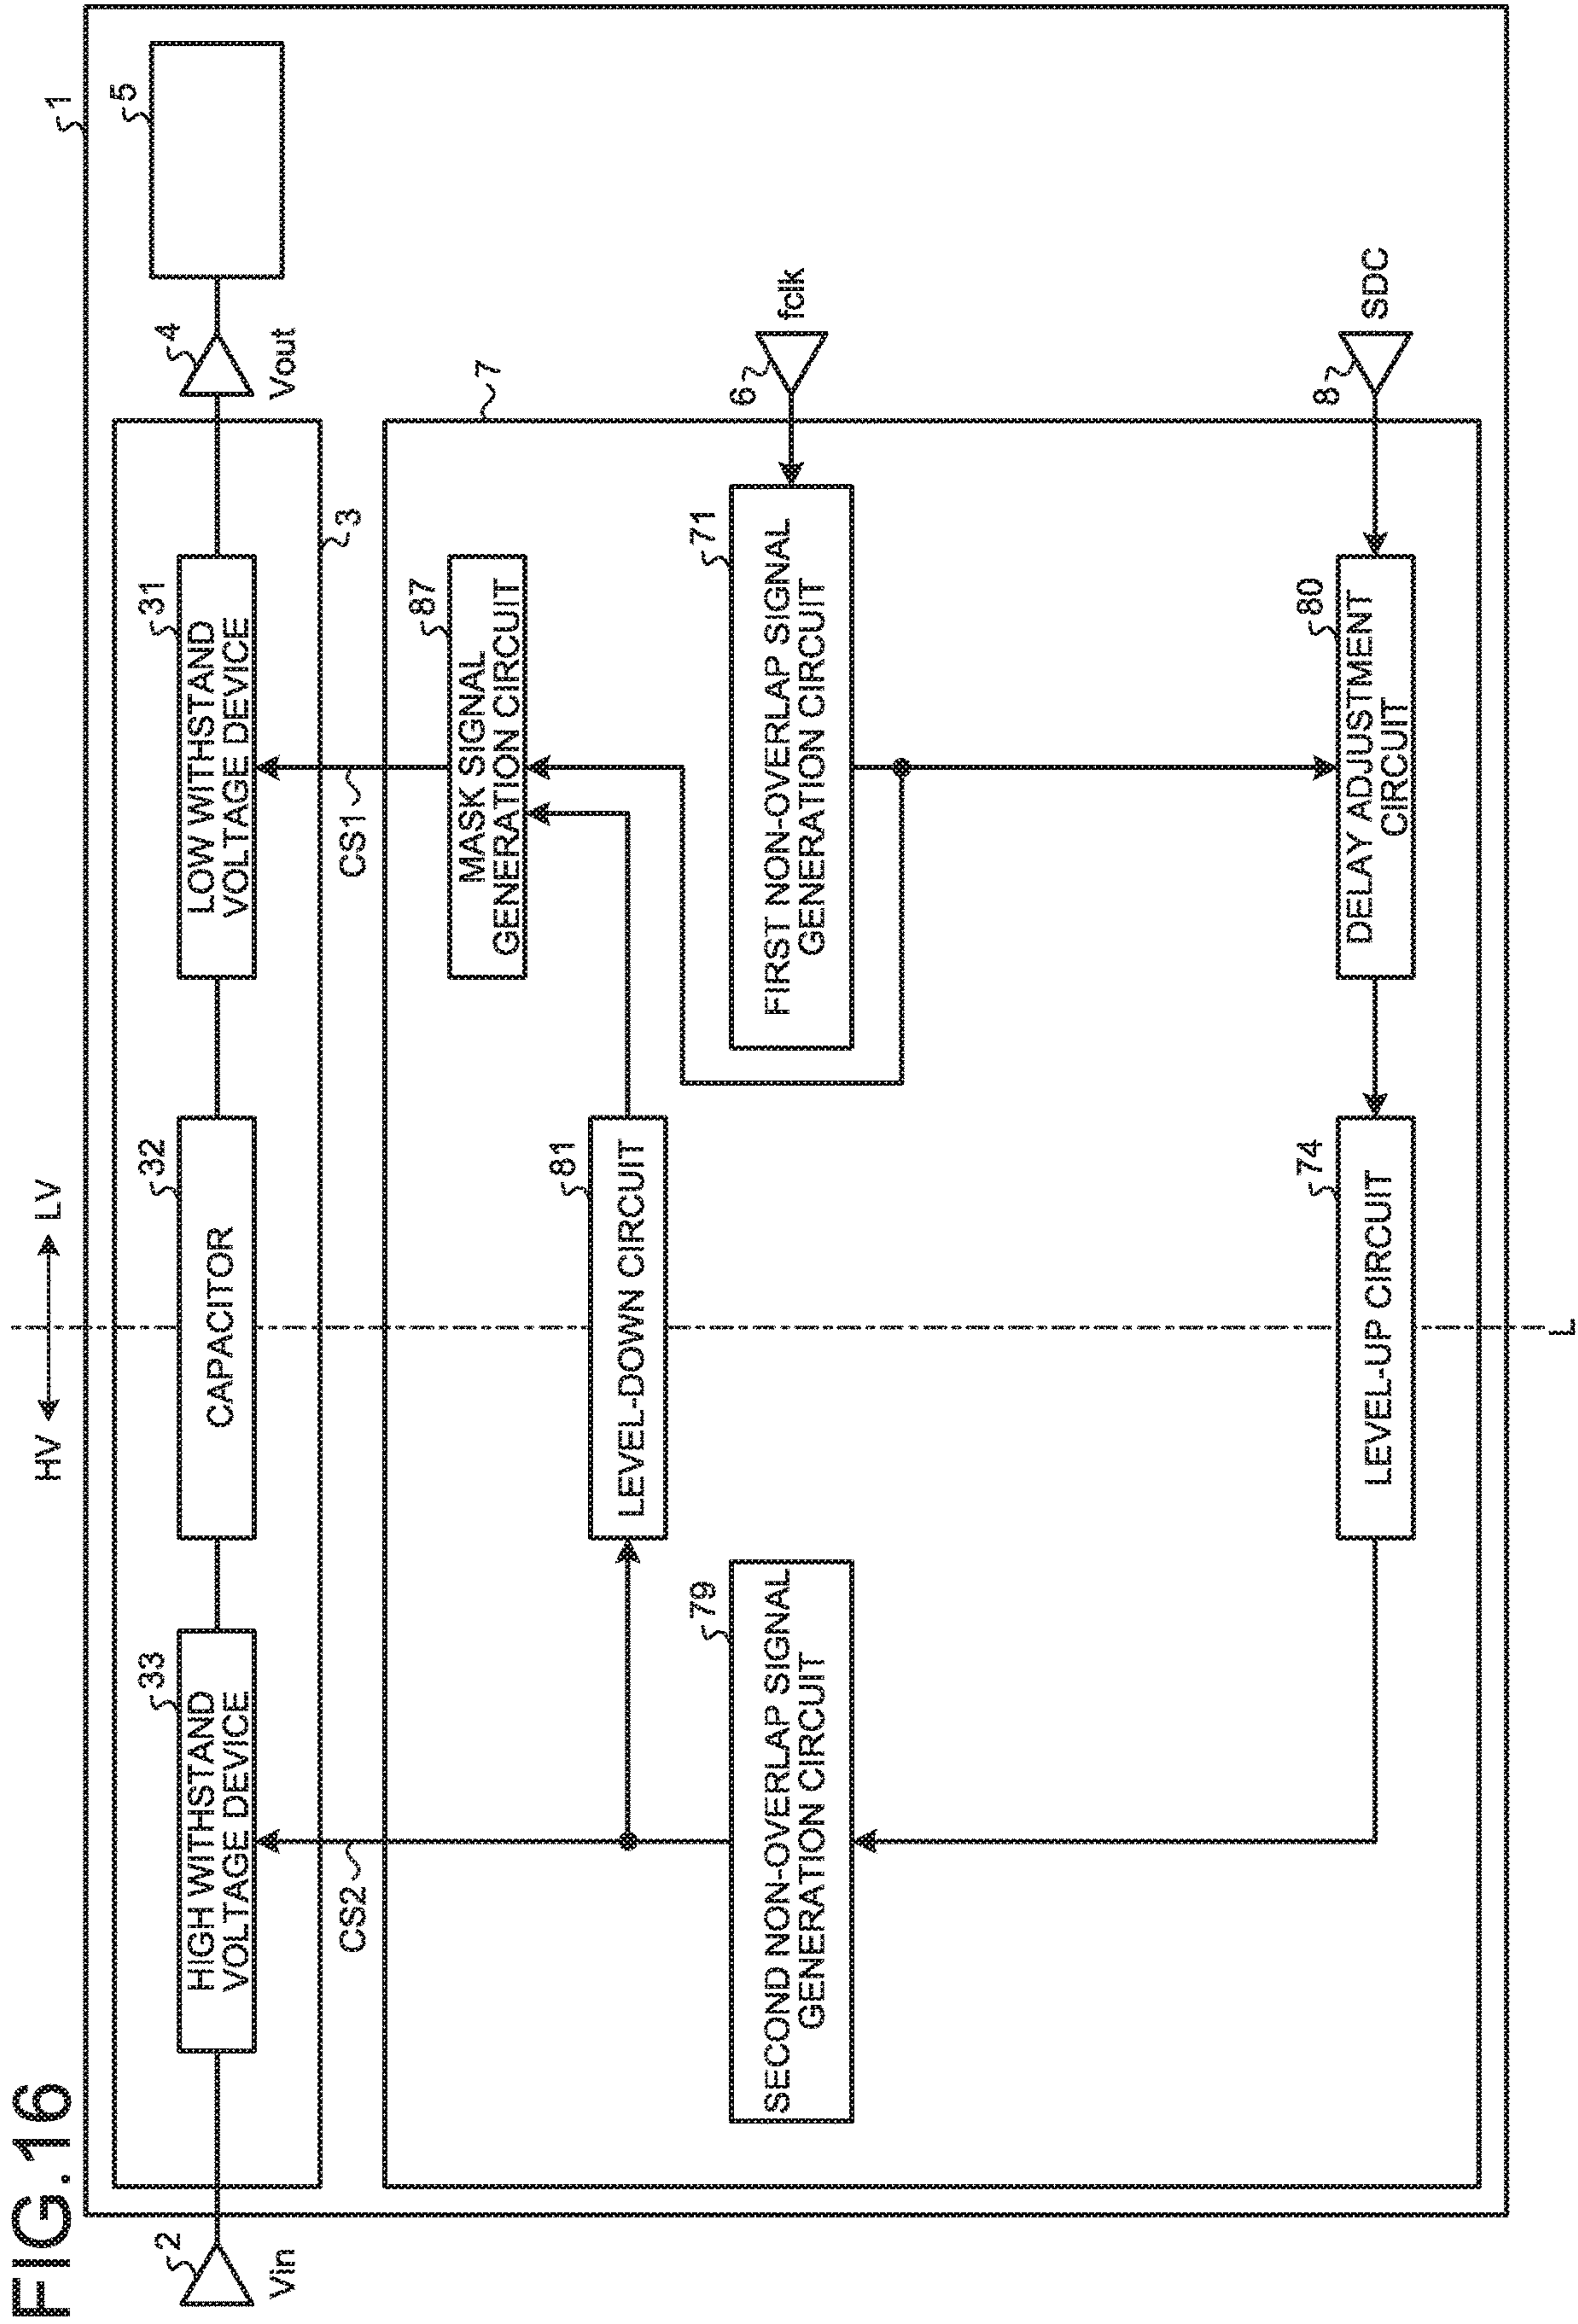 FIG.16
HV
LV
1
2
Vin
33
HIGH WITHSTAND
VOLTAGE DEVICE
32
CAPACITOR
31
LOW WITHSTAND
VOLTAGE DEVICE
4
Vout
5
3
CS2
CS1
7
87
MASK SIGNAL
GENERATION CIRCUIT
81
LEVEL-DOWN CIRCUIT
79
SECOND NON-OVERLAP SIGNAL
GENERATION CIRCUIT
71
FIRST NON-OVERLAP SIGNAL
GENERATION CIRCUIT
6
fclk
74
LEVEL-UP CIRCUIT
80
DELAY ADJUSTMENT
CIRCUIT
8
SDC
L